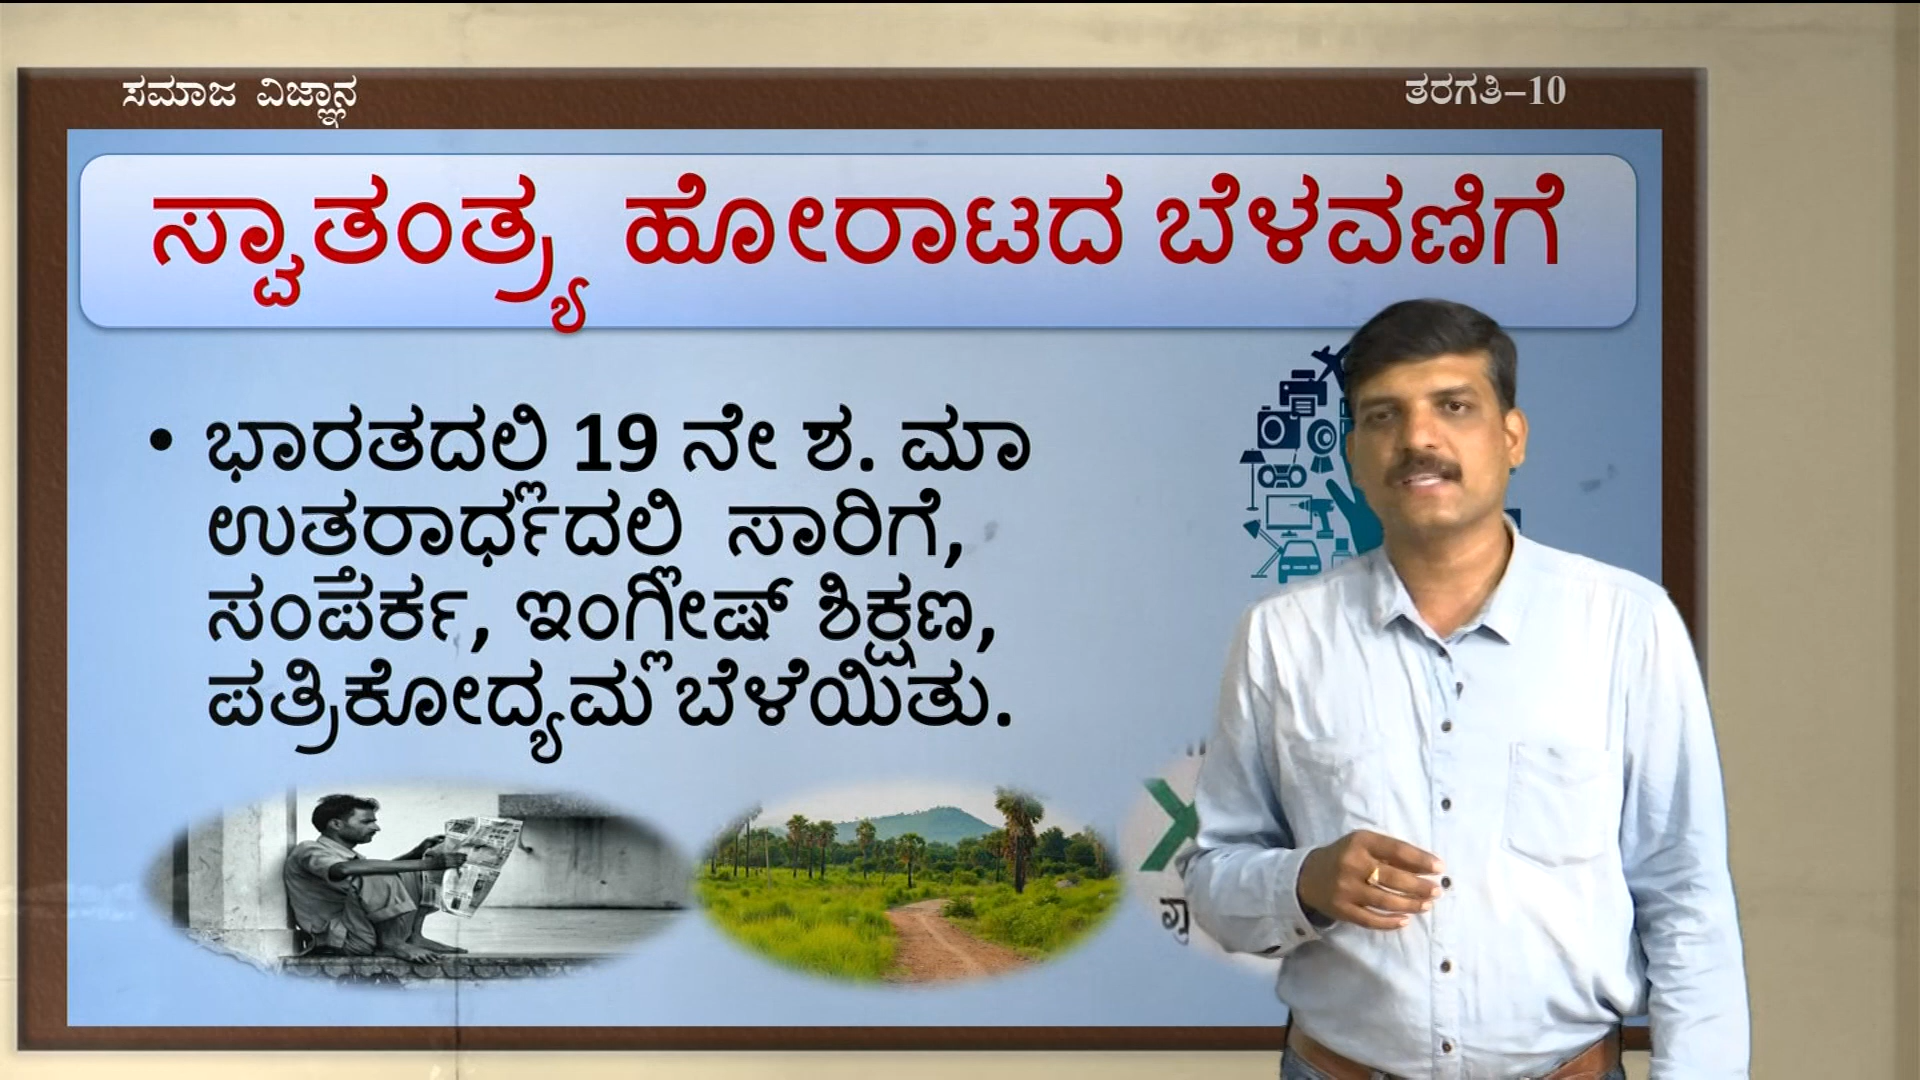 ಸಮಾಜ ವಿಜ್ಞಾನ
ತರಗತಿ–10
ಸ್ವಾತಂತ್ರ್ಯ ಹೋರಾಟದ ಬೆಳವಣಿಗೆ
• ಭಾರತದಲ್ಲಿ 19 ನೇ ಶ. ಮಾ
ಉತ್ತರಾರ್ಧದಲ್ಲಿ ಸಾರಿಗೆ,
ಸಂಪರ್ಕ, ಇಂಗ್ಲೀಷ್ ಶಿಕ್ಷಣ,
ಪತ್ರಿಕೋದ್ಯಮ ಬೆಳೆಯಿತು.